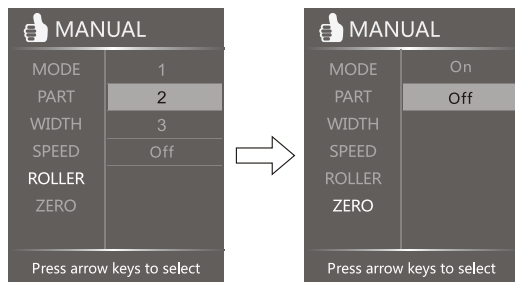 MANUAL
MODE 1
PART 2
WIDTH 3
SPEED Off
ROLLER
ZERO
Press arrow keys to select
MANUAL
MODE On
PART Off
WIDTH
SPEED
ROLLER
ZERO
Press arrow keys to select